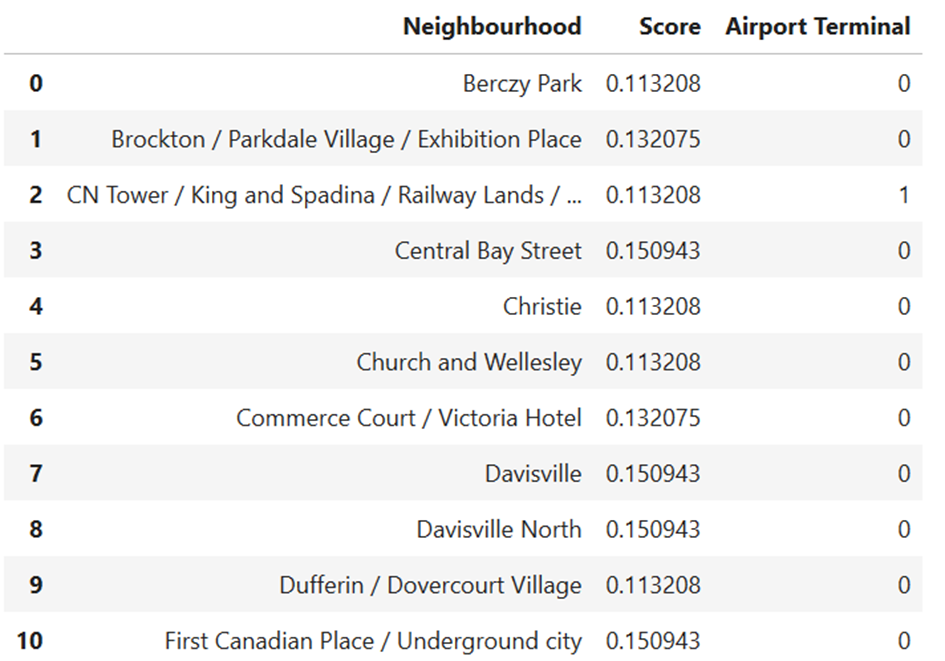 Neighbourhood Score Airport Terminal
0 Berczy Park 0.113208 0
1 Brockton / Parkdale Village / Exhibition Place 0.132075 0
2 CN Tower / King and Spadina / Railway Lands / ... 0.113208 1
3 Central Bay Street 0.150943 0
4 Christie 0.113208 0
5 Church and Wellesley 0.113208 0
6 Commerce Court / Victoria Hotel 0.132075 0
7 Davisville 0.150943 0
8 Davisville North 0.150943 0
9 Dufferin / Dovercourt Village 0.113208 0
10 First Canadian Place / Underground city 0.150943 0